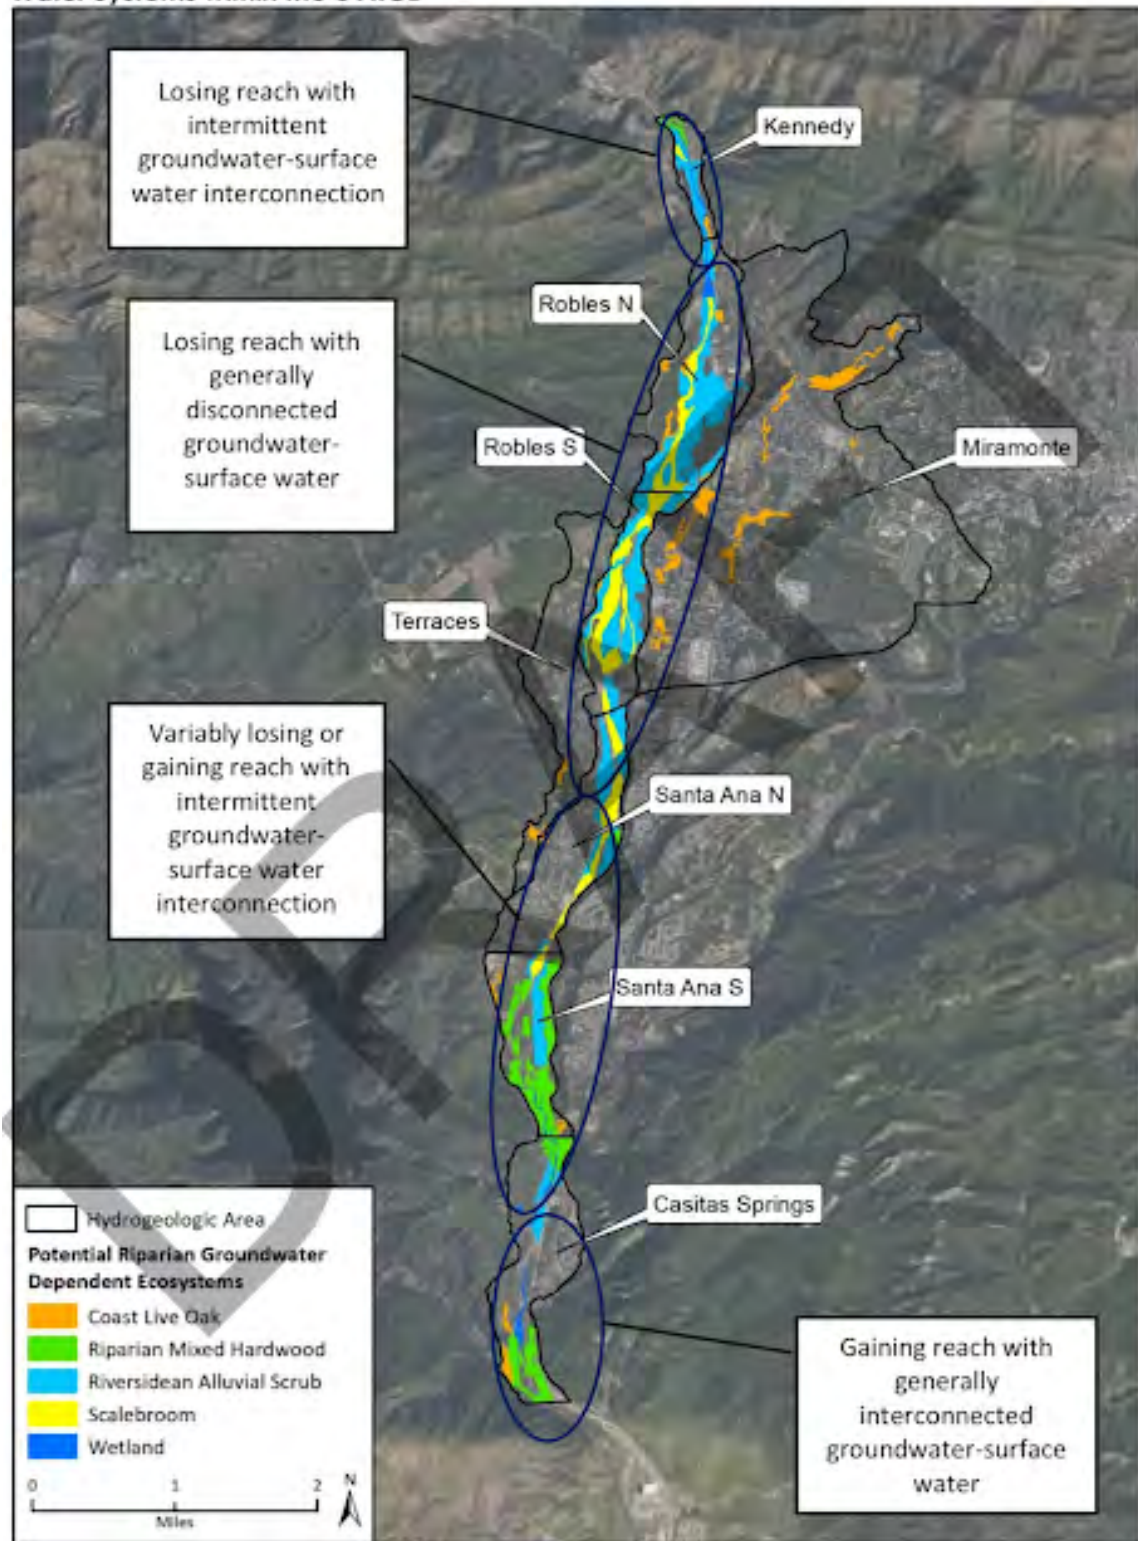 Losing reach with
intermittent
groundwater-surface
water interconnection
Kennedy
Robles N
Losing reach with
generally
disconnected
groundwater-
surface water
Robles S
Miramonte
Terraces
Variably losing or
gaining reach with
intermittent
groundwater-
surface water
interconnection
Santa Ana N
Santa Ana S
Casitas Springs
Gaining reach with
generally
interconnected
groundwater-surface
water
Hydrogeologic Area
Potential Riparian Groundwater
Dependent Ecosystems
Coast Live Oak
Riparian Mixed Hardwood
Riversidean Alluvial Scrub
Scalebroom
Wetland
0 1 2
Miles
N
DRAFT